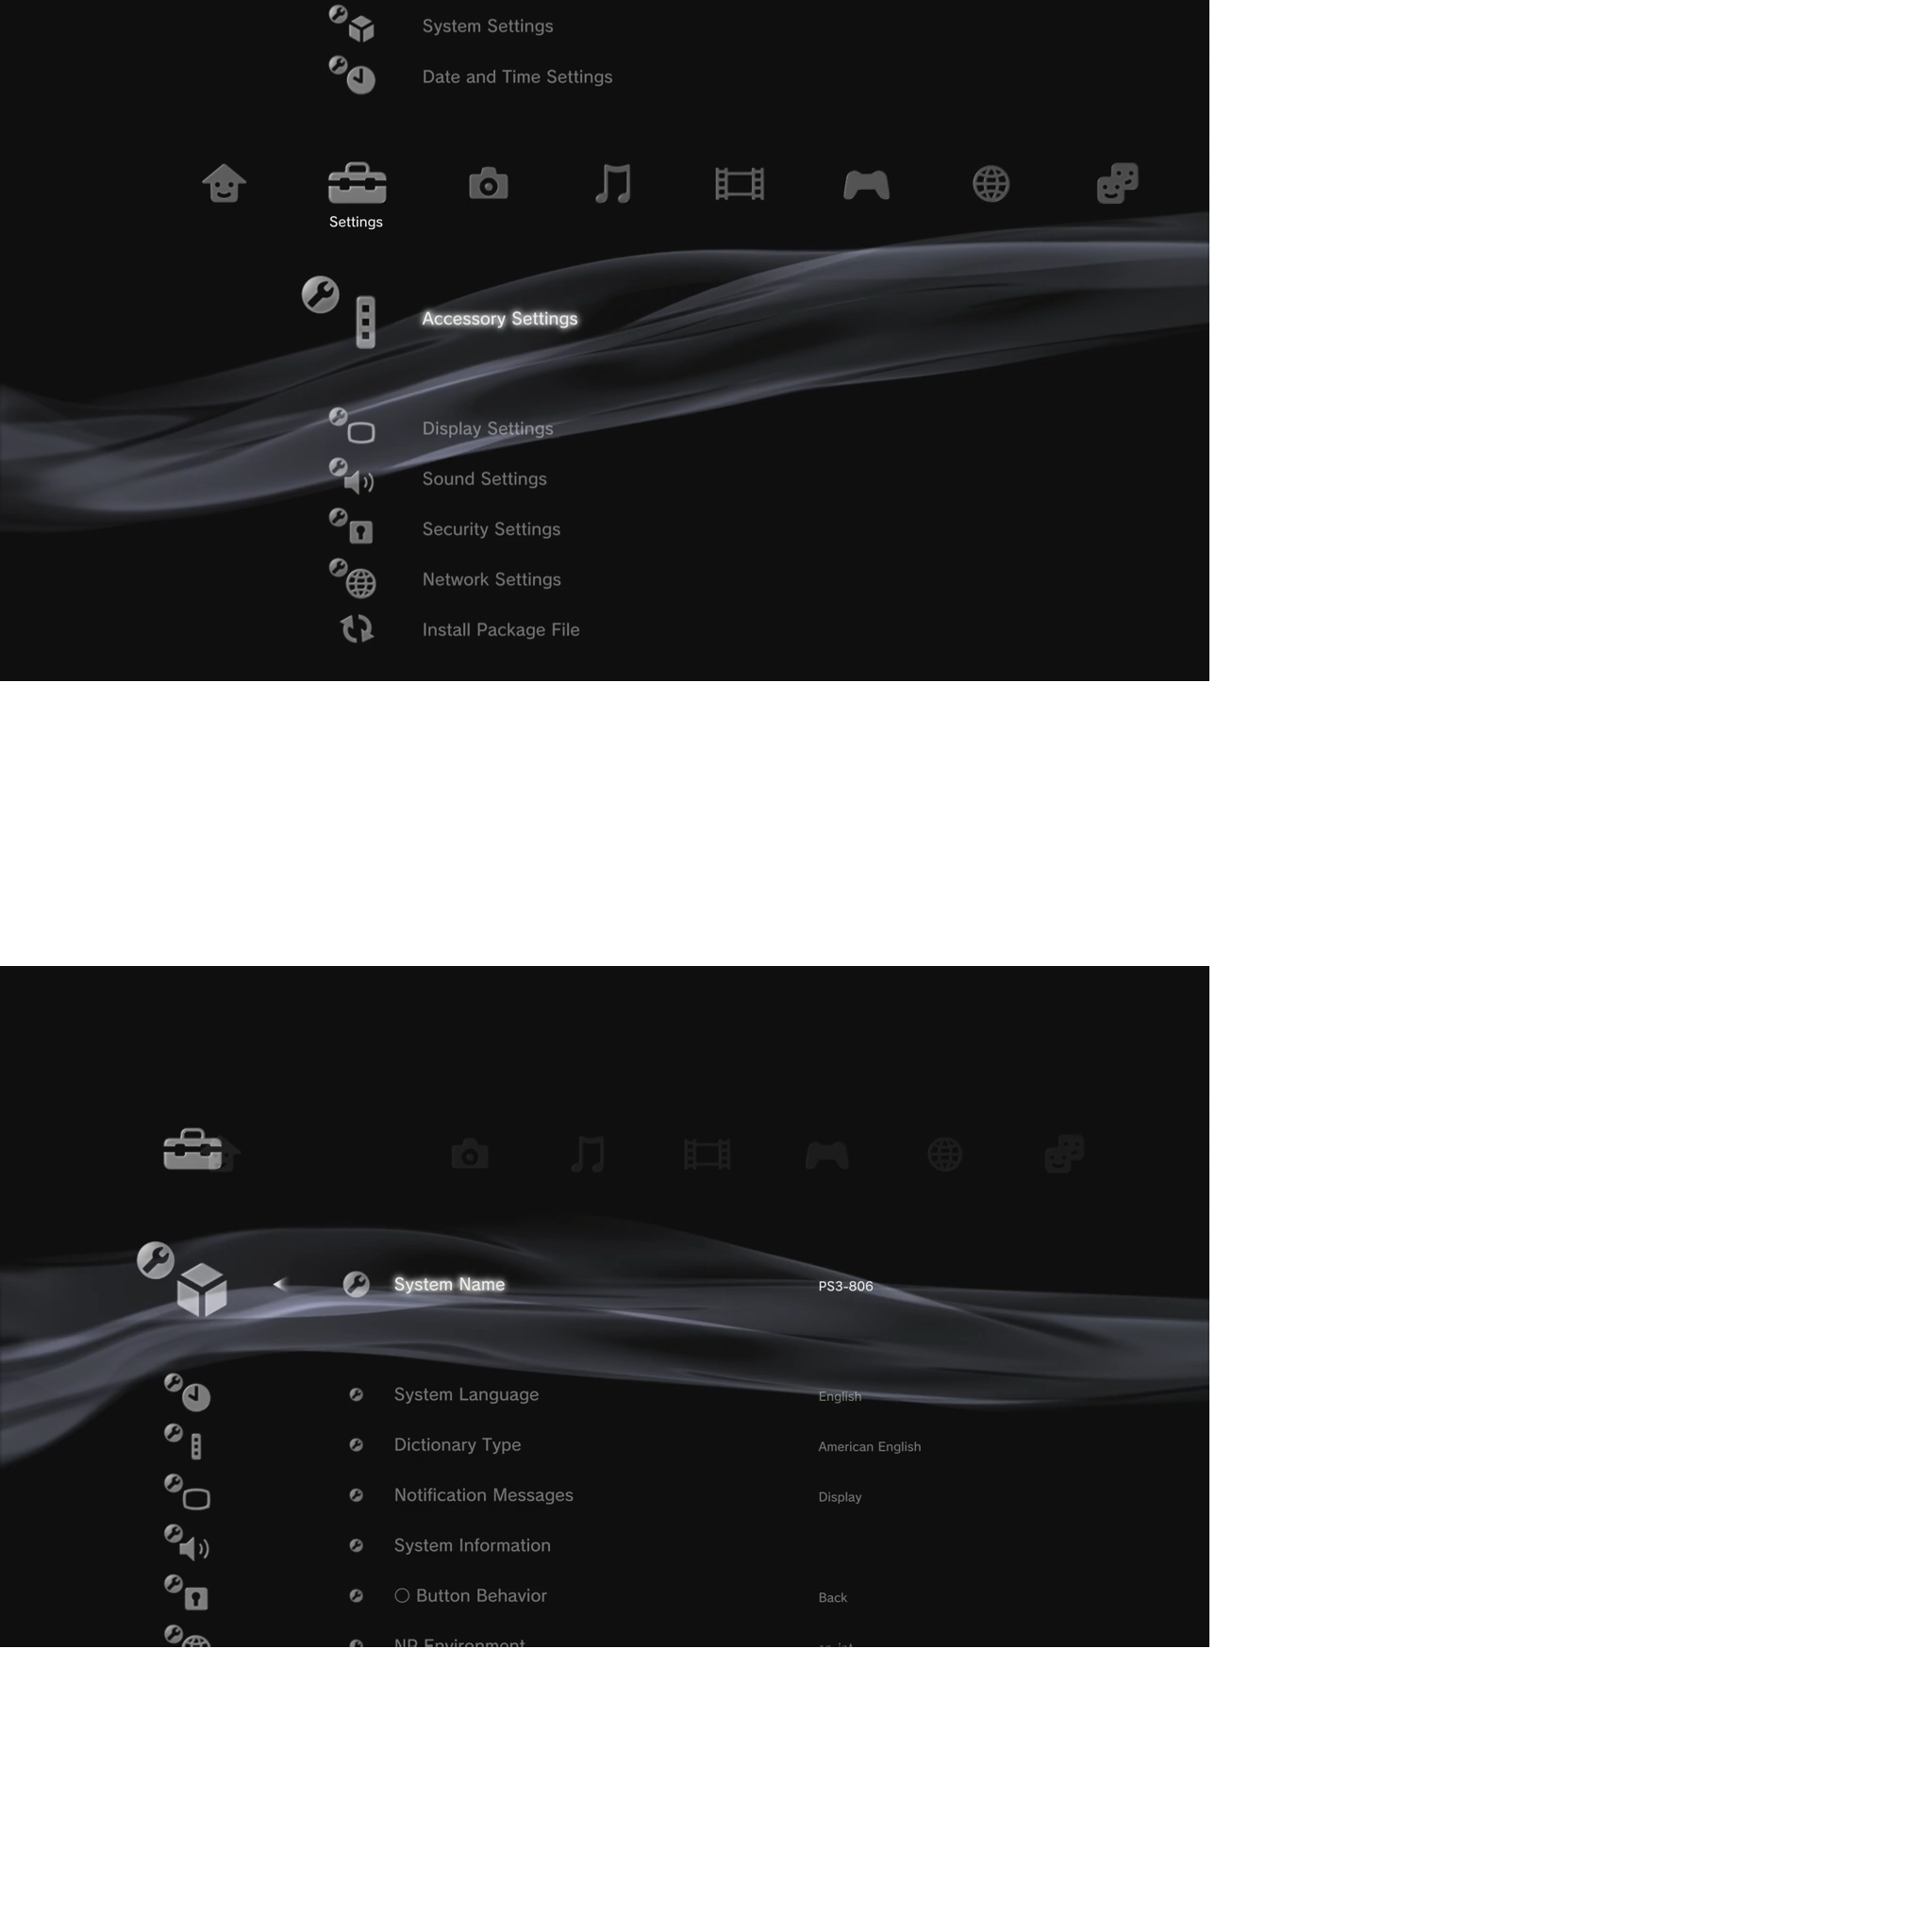 System Settings
Date and Time Settings
Settings
Accessory Settings
Display Settings
Sound Settings
Security Settings
Network Settings
Install Package File
System Name PS3-806
System Language English
Dictionary Type American English
Notification Messages Display
System Information
○ Button Behavior Back
NP Environment